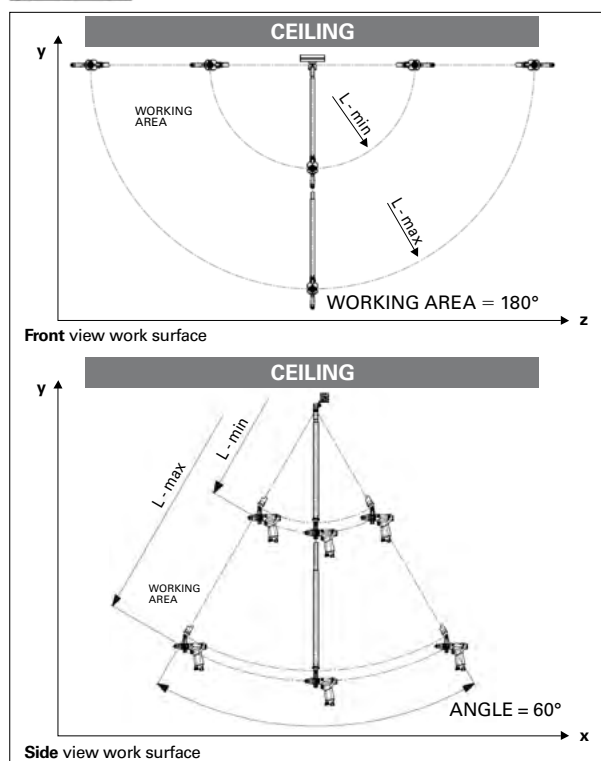 CEILING
y
WORKING
AREA
L - min
L - max
WORKING AREA = 180°
z
Front view work surface
CEILING
y
L - min
L - max
WORKING
AREA
ANGLE = 60°
x
Side view work surface